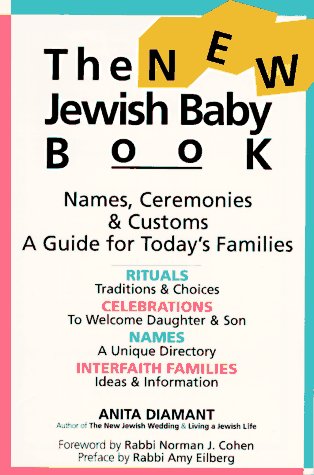 The NEW
Jewish Baby
BOOK
Names, Ceremonies
& Customs
A Guide for Today's Families
RITUALS
Traditions & Choices
CELEBRATIONS
To Welcome Daughter & Son
NAMES
A Unique Directory
INTERFAITH FAMILIES
Ideas & Information
ANITA DIAMANT
Author of The New Jewish Wedding & Living a Jewish Life
Foreword by Rabbi Norman J. Cohen
Preface by Rabbi Amy Eilberg